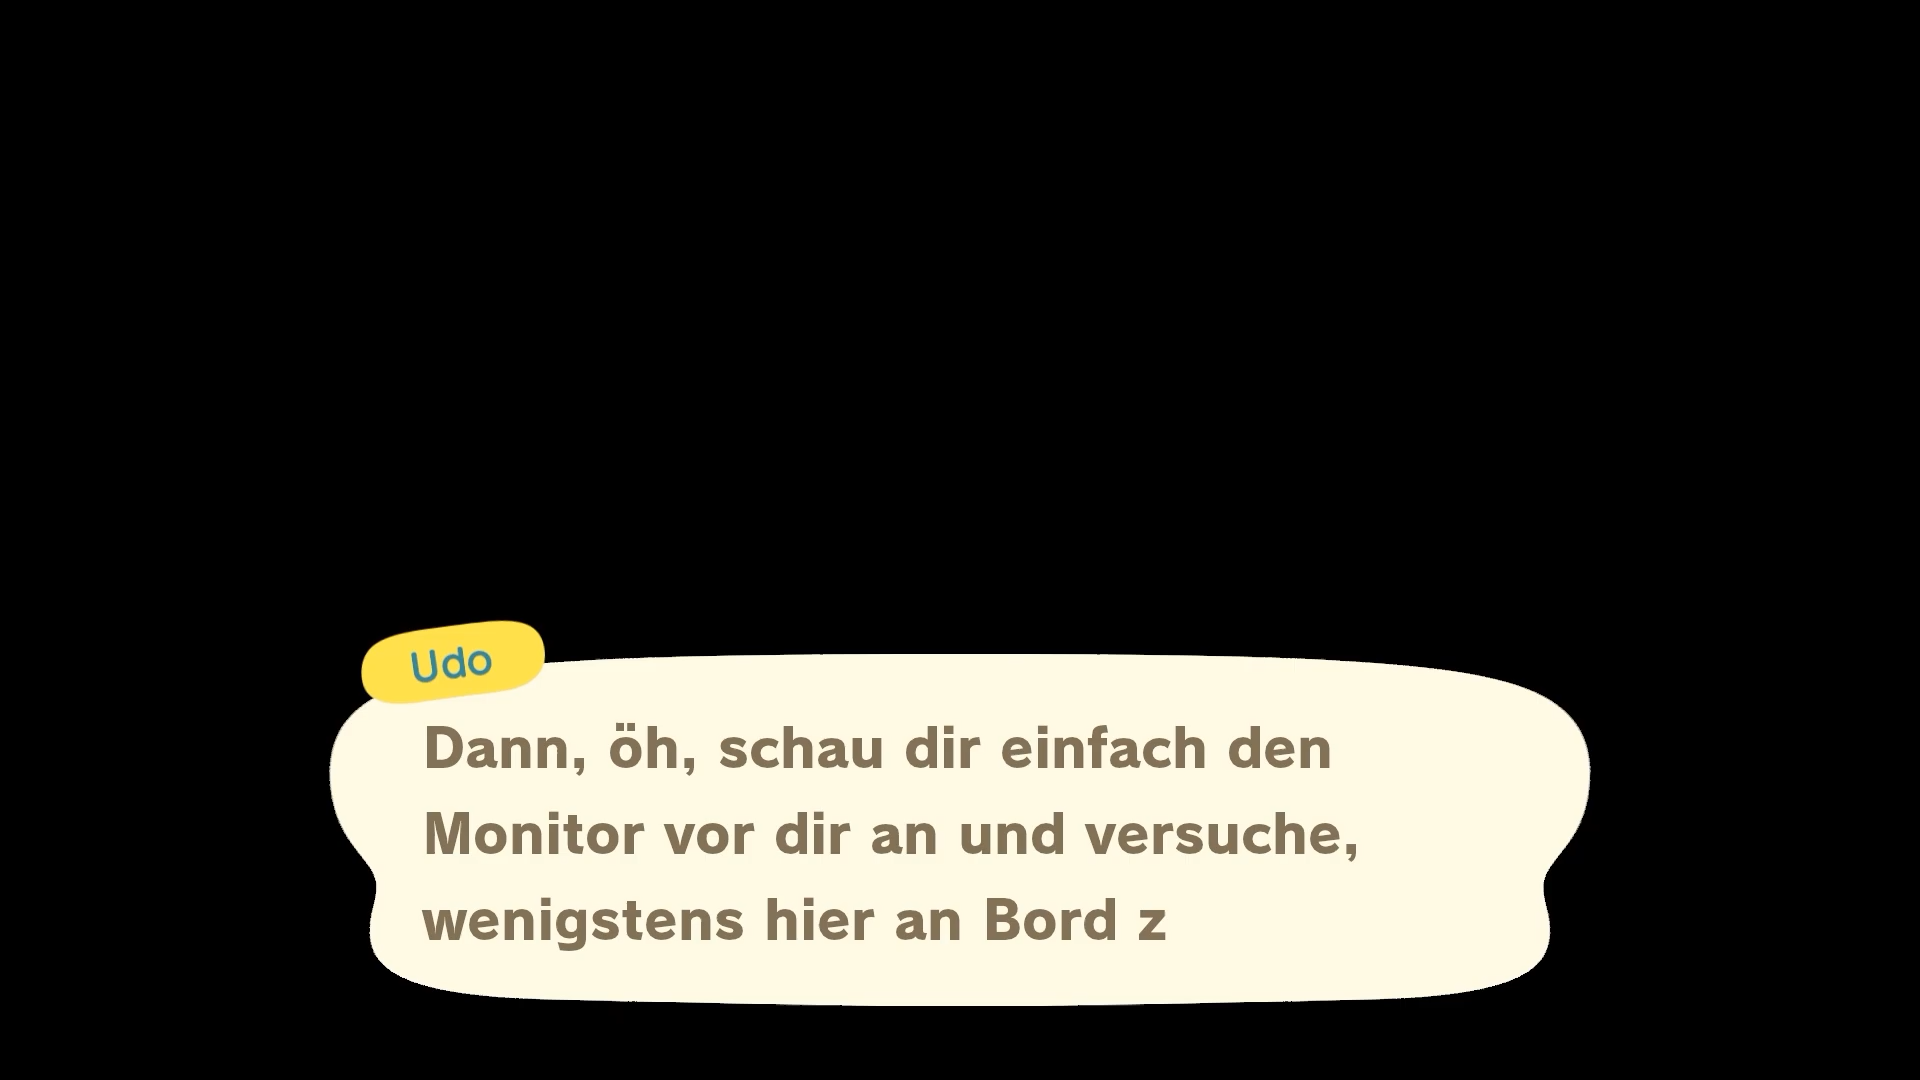 Udo
Dann, öh, schau dir einfach den
Monitor vor dir an und versuche,
wenigstens hier an Bord z